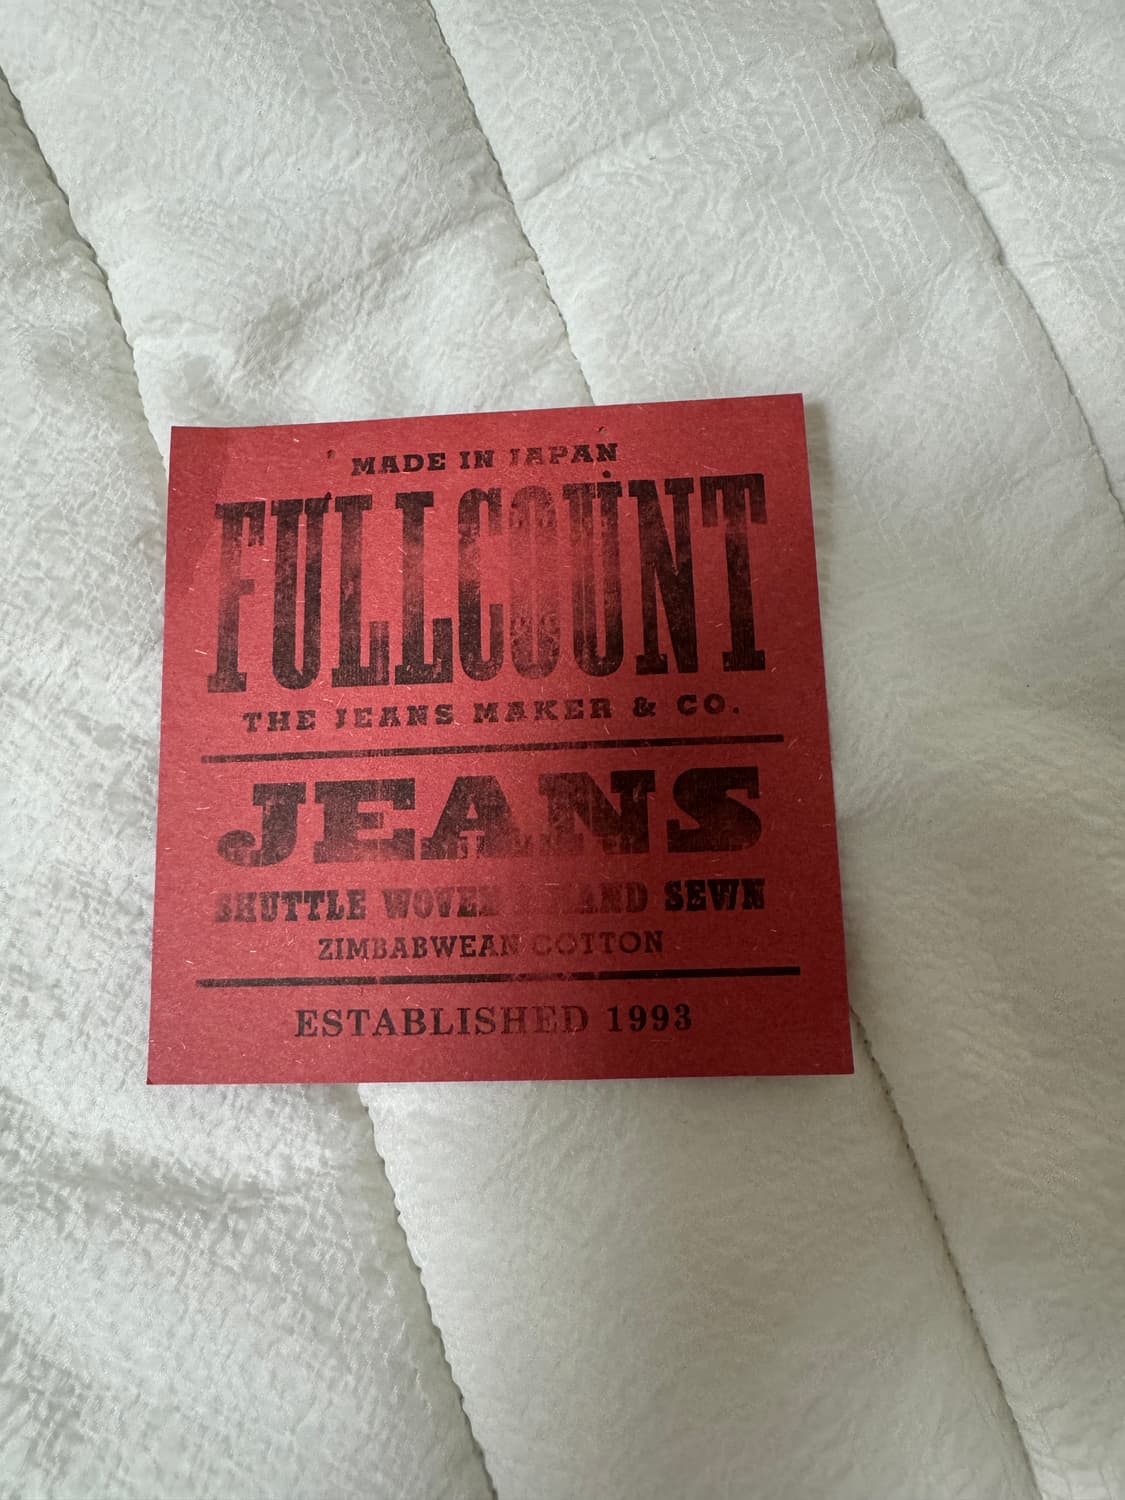 MADE IN JAPAN
FULLCOUNT
THE JEANS MAKER & CO.
JEANS
SHUTTLE WOVEN & HAND SEWN
ZIMBABWEAN COTTON
ESTABLISHED 1993